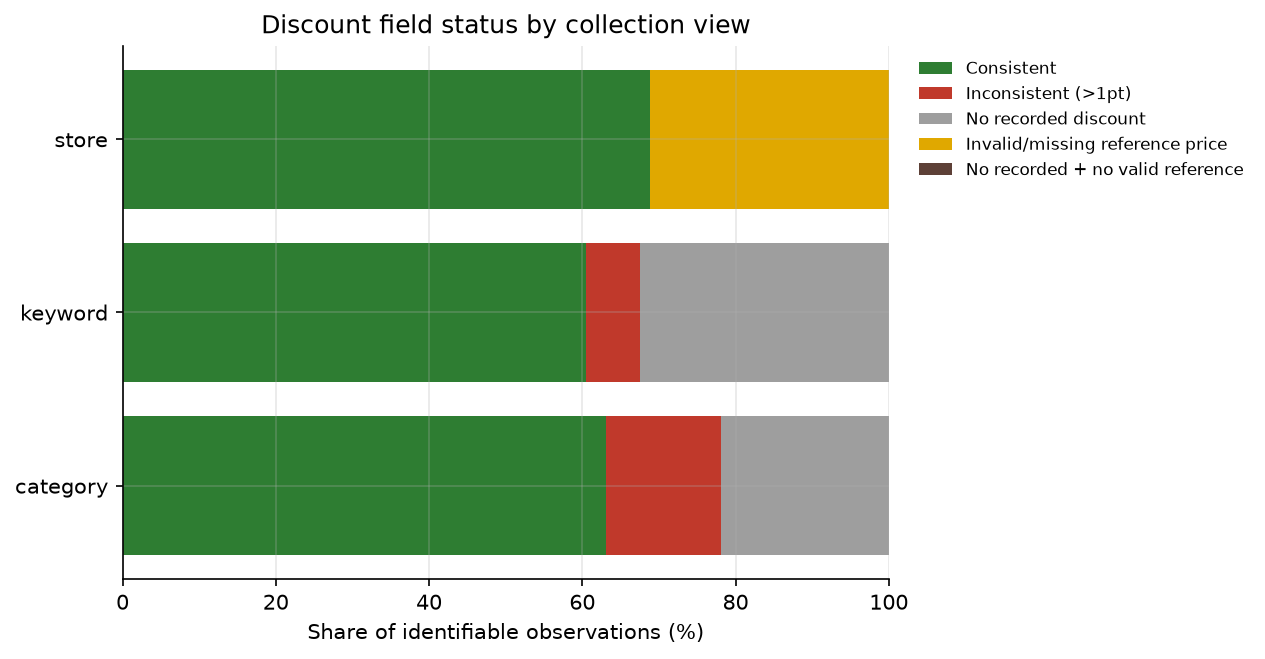 Discount field status by collection view
Consistent
Inconsistent (>1pt)
No recorded discount
Invalid/missing reference price
No recorded + no valid reference
store
keyword
category
0 20 40 60 80 100
Share of identifiable observations (%)